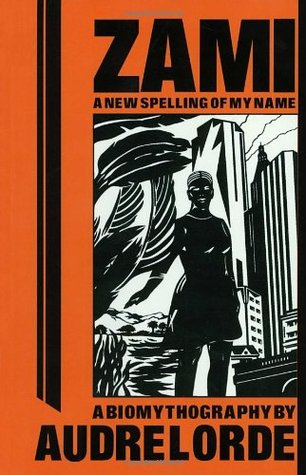 ZAMI
A NEW SPELLING OF MY NAME
A BIOMYTHOGRAPHY BY
AUDRE LORDE